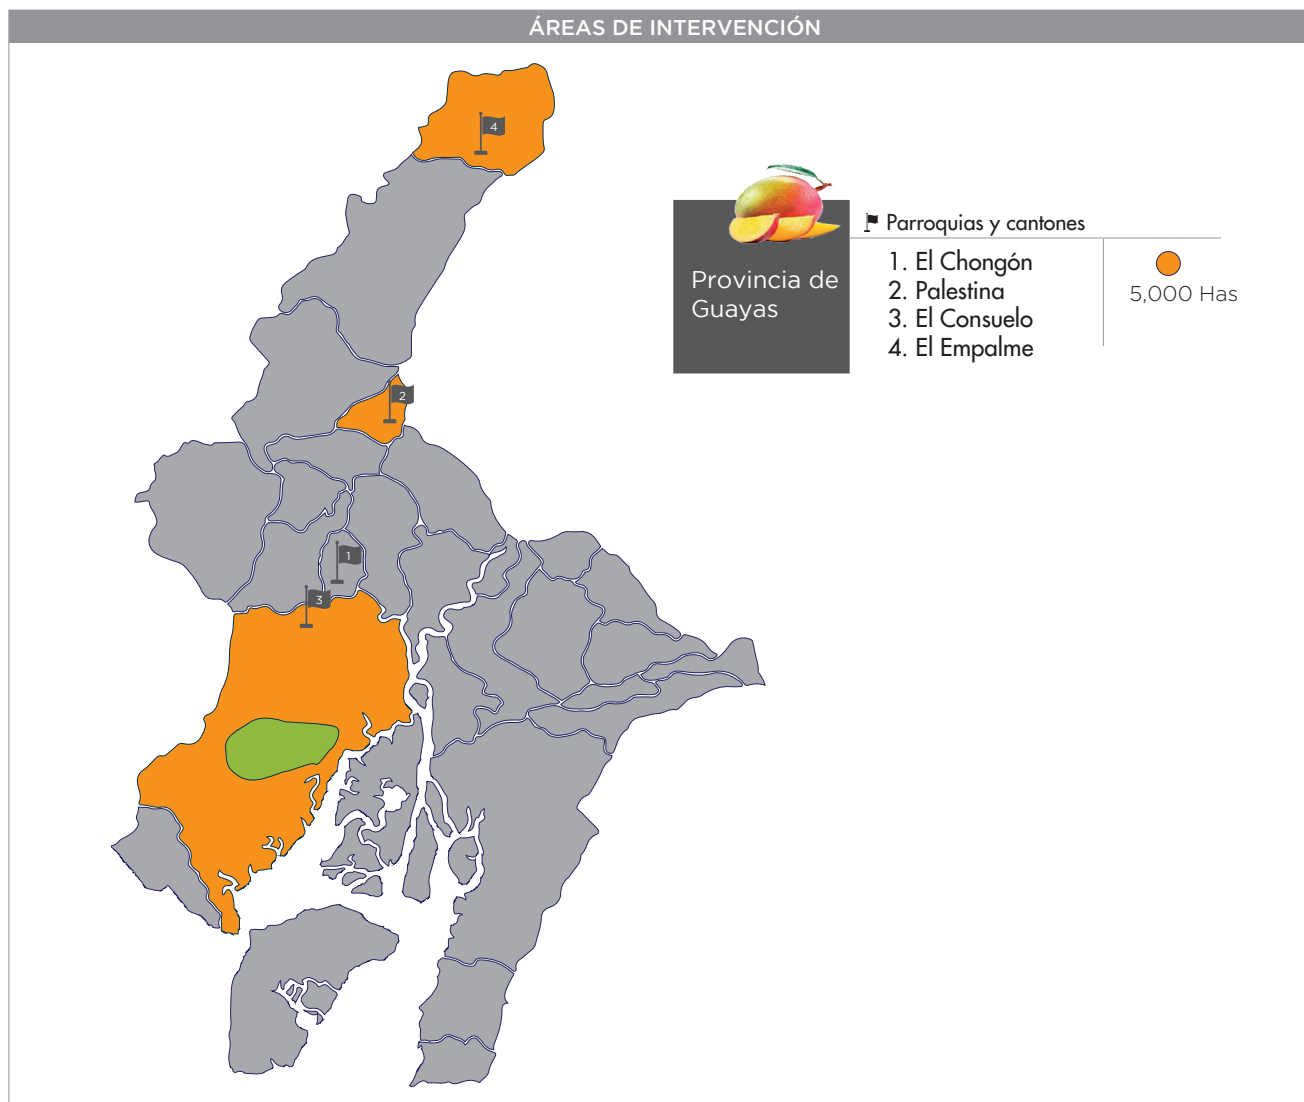 ÁREAS DE INTERVENCIÓN
4
Provincia de
Guayas
Parroquias y cantones
1. El Chongón
2. Palestina
3. El Consuelo
4. El Empalme
5,000 Has
2
1
3